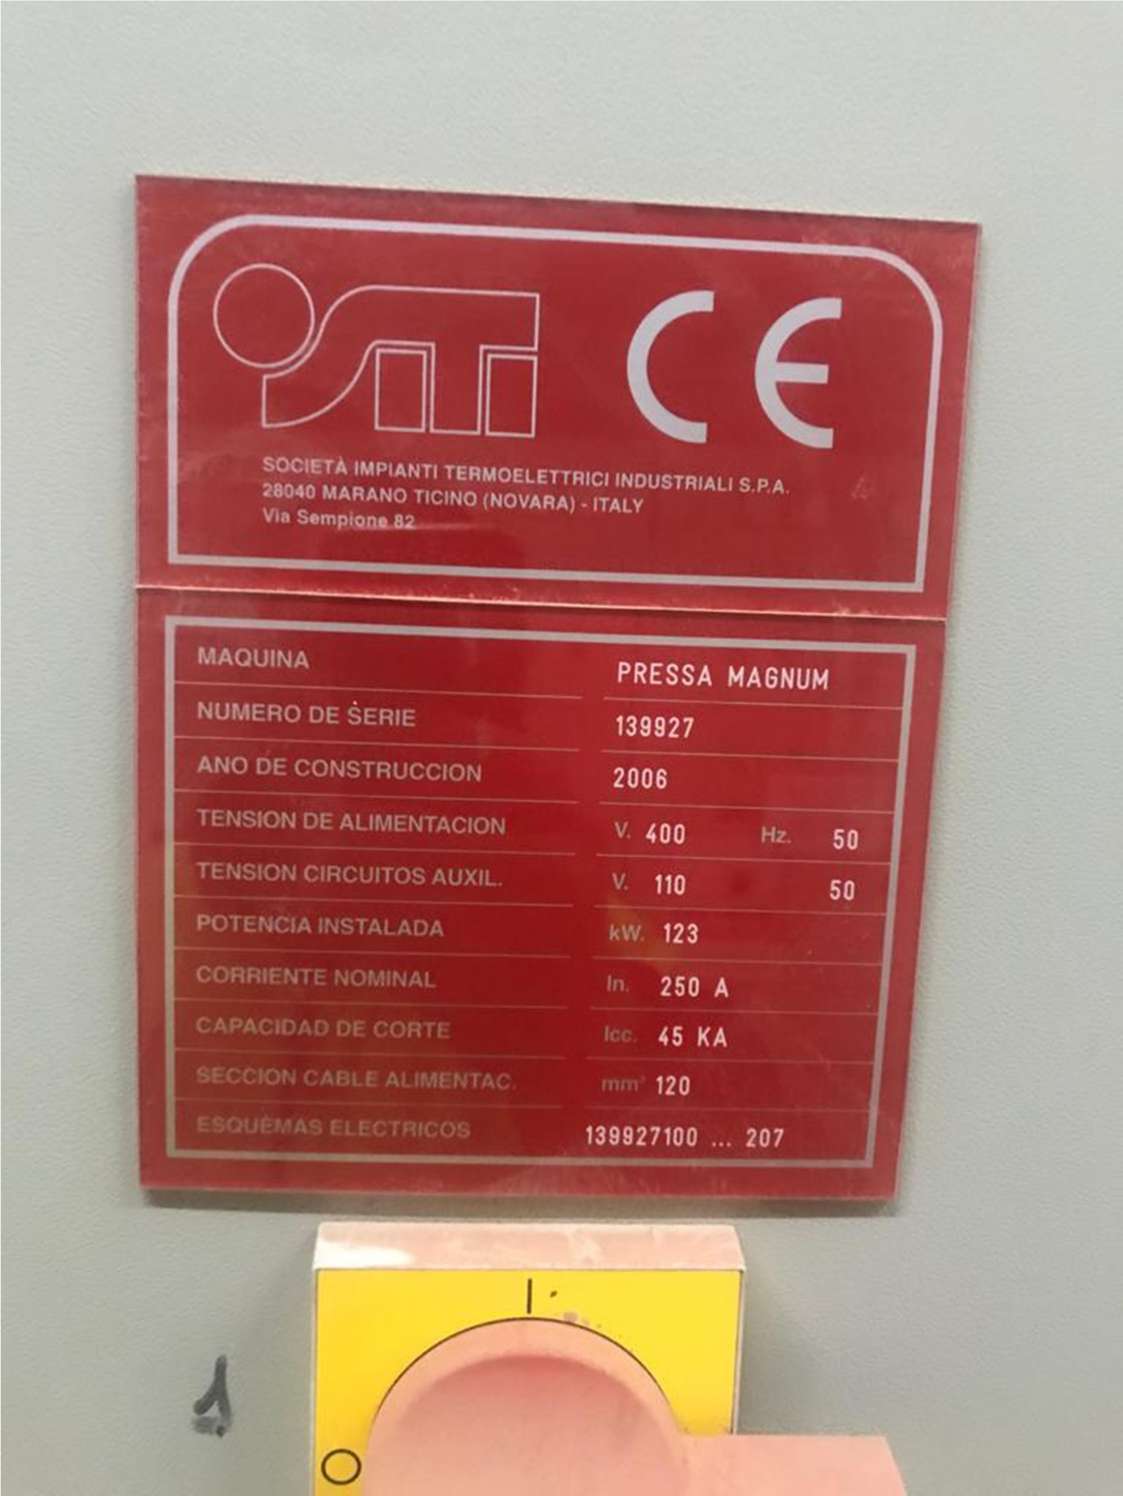 SITI CE
SOCIETÀ IMPIANTI TERMOELETTRICI INDUSTRIALI S.P.A.
28040 MARANO TICINO (NOVARA) - ITALY
Via Sempione 82
MAQUINA PRESSA MAGNUM
NUMERO DE SERIE 139927
ANO DE CONSTRUCCION 2006
TENSION DE ALIMENTACION V. 400 Hz. 50
TENSION CIRCUITOS AUXIL. V. 110 50
POTENCIA INSTALADA kW. 123
CORRIENTE NOMINAL In. 250 A
CAPACIDAD DE CORTE Icc. 45 KA
SECCION CABLE ALIMENTAC. mm² 120
ESQUEMAS ELECTRICOS 139927100 ... 207
I
O